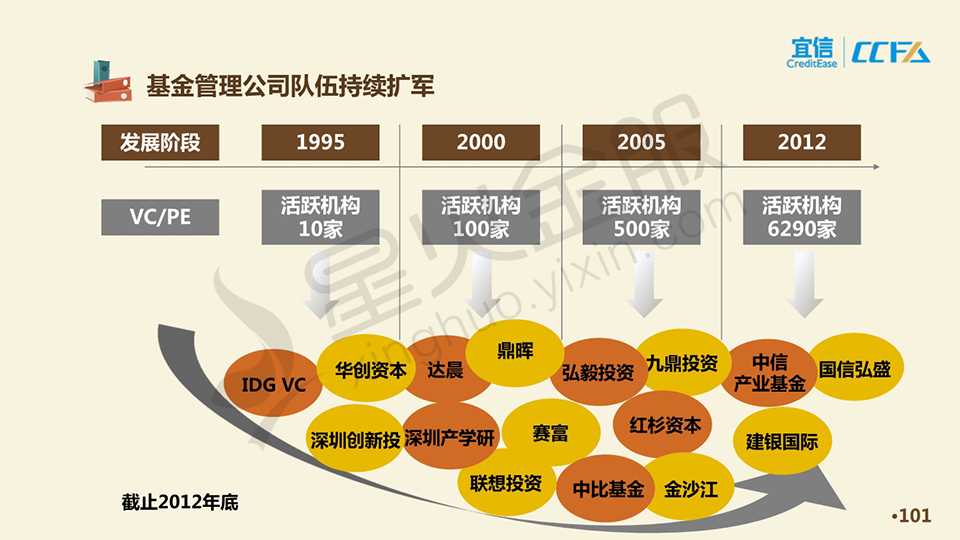 宜信
CreditEase
CCFA
基金管理公司队伍持续扩军
发展阶段
1995
2000
2005
2012
VC/PE
活跃机构
10家
活跃机构
100家
活跃机构
500家
活跃机构
6290家
星火金服
xinghuo.yixin.com
IDG VC
华创资本
达晨
鼎晖
弘毅投资
九鼎投资
中信
产业基金
国信弘盛
深圳创新投
深圳产学研
赛富
红杉资本
建银国际
联想投资
中比基金
金沙江
截止2012年底
•101